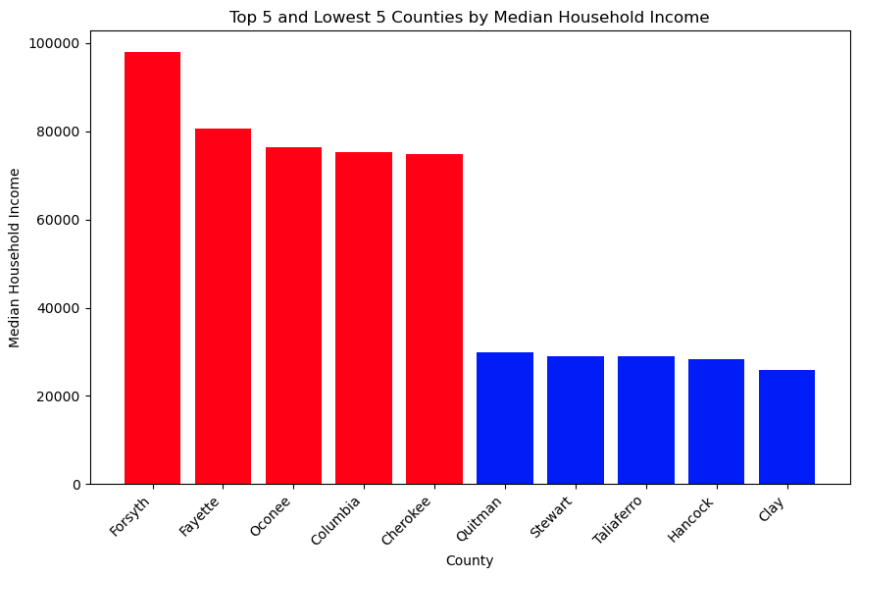 Top 5 and Lowest 5 Counties by Median Household Income
Median Household Income
100000
80000
60000
40000
20000
0
Forsyth
Fayette
Oconee
Columbia
Cherokee
Quitman
Stewart
Taliaferro
Hancock
Clay
County